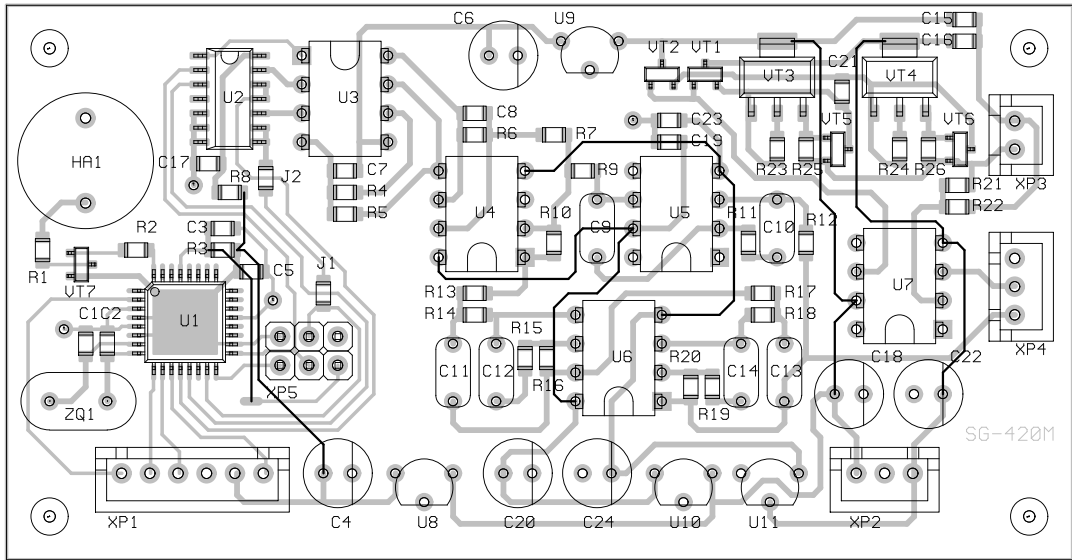 C6 U9 C15
C16
VT2 VT1
U2 U3 VT3 C21 VT4
C8 C23
HA1 R6 R7 VT5 VT6
C17 C19
R8 J2 C7 R9 R23 R25 R24 R26 XP3
R4 R21
R5 U4 U5 R22
C3 R10 C9 R11 C10 R12
R2 R3
R1 VT7 C5 J1 U7
R13 R17
C1 C2 U1 R14 R18
R15 U6 R20 C18 C22 XP4
C11 C12 R16 C14 C13
ZQ1 XP5 R19
SG-420M
XP1 C4 U8 C20 C24 U10 U11 XP2